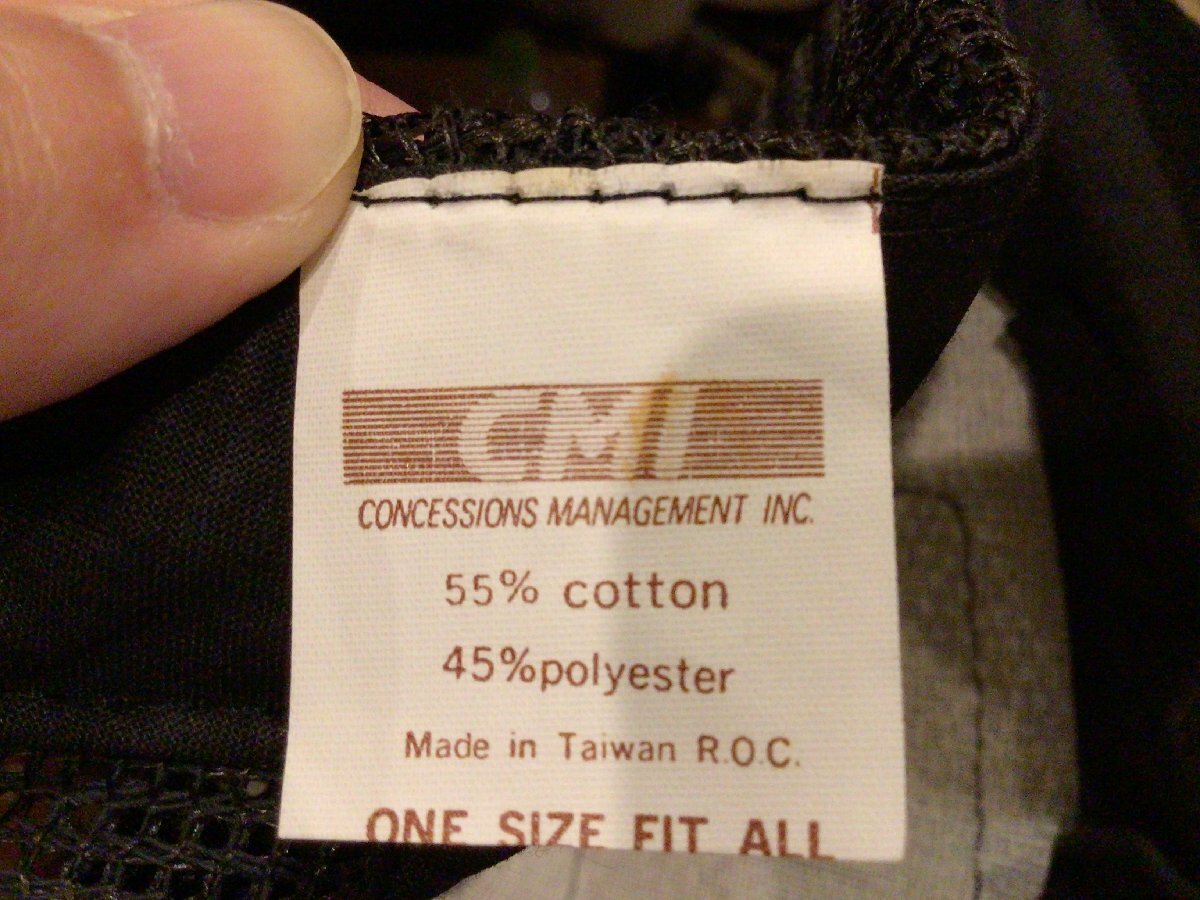 CMI
CONCESSIONS MANAGEMENT INC.
55% cotton
45%polyester
Made in Taiwan R.O.C.
ONE SIZE FIT ALL